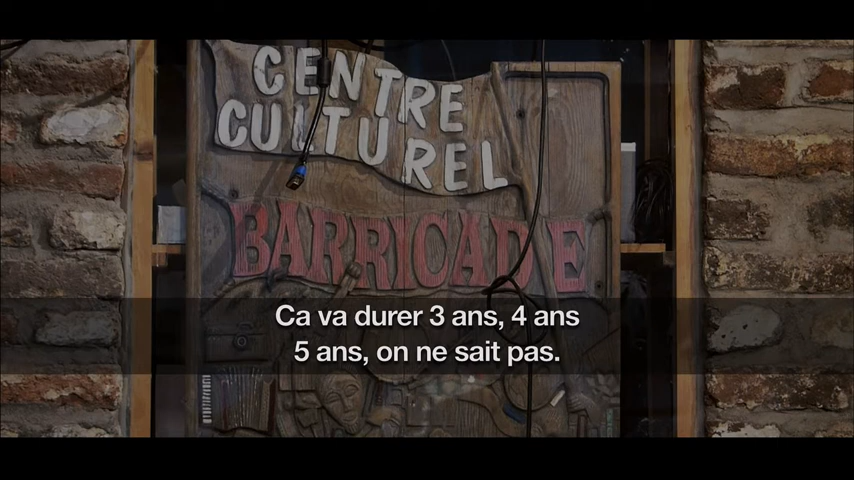 CENTRE
CULTUREL
BARRICADE
Ca va durer 3 ans, 4 ans
5 ans, on ne sait pas.